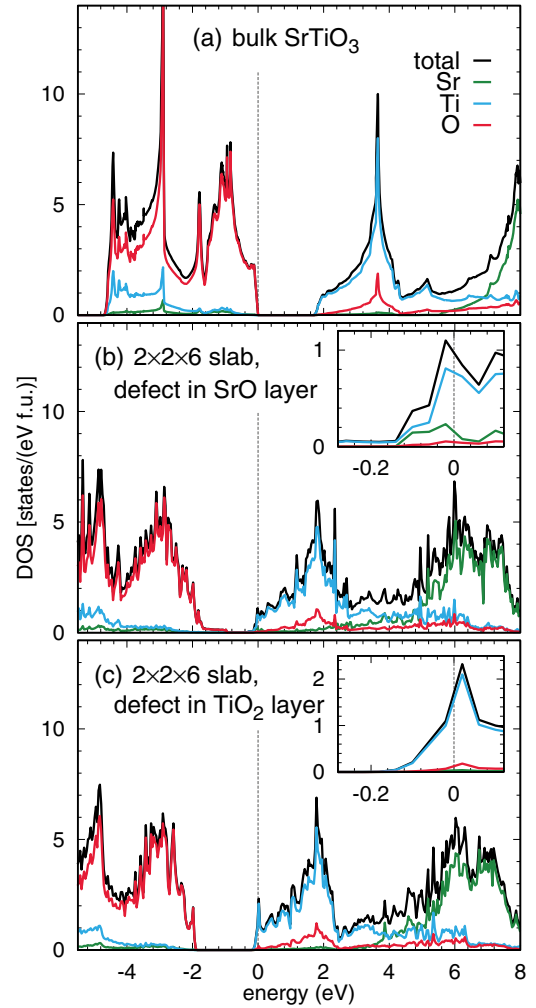 (a) bulk SrTiO3
total
Sr
Ti
O
10
5
0
(b) 2×2×6 slab,
defect in SrO layer
1
0
-0.2 0
10
5
0
DOS [states/(eV f.u.)]
(c) 2×2×6 slab,
defect in TiO2 layer
2
1
0
-0.2 0
10
5
0
-4 -2 0 2 4 6 8
energy (eV)